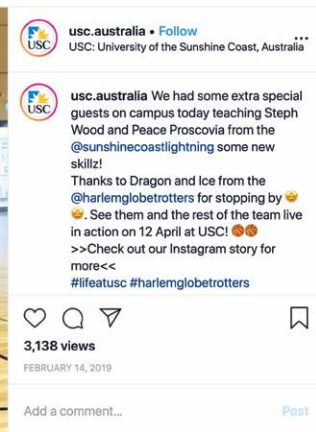 USC
usc.australia • Follow
USC: University of the Sunshine Coast, Australia
USC
usc.australia We had some extra special
guests on campus today teaching Steph
Wood and Peace Proscovia from the
@sunshinecoastlightning some new
skillz!
Thanks to Dragon and Ice from the
@harlemglobetrotters for stopping by 🤩
🤩. See them and the rest of the team live
in action on 12 April at USC! 🏀🏀
>>Check out our Instagram story for
more<<
#lifeatusc #harlemglobetrotters
3,138 views
FEBRUARY 14, 2019
Add a comment...
Post